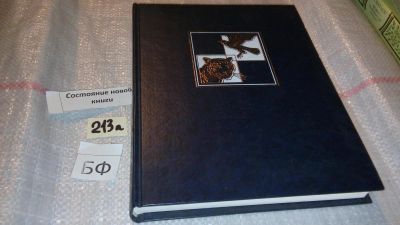 Состояние новой
книги
213а
БФ